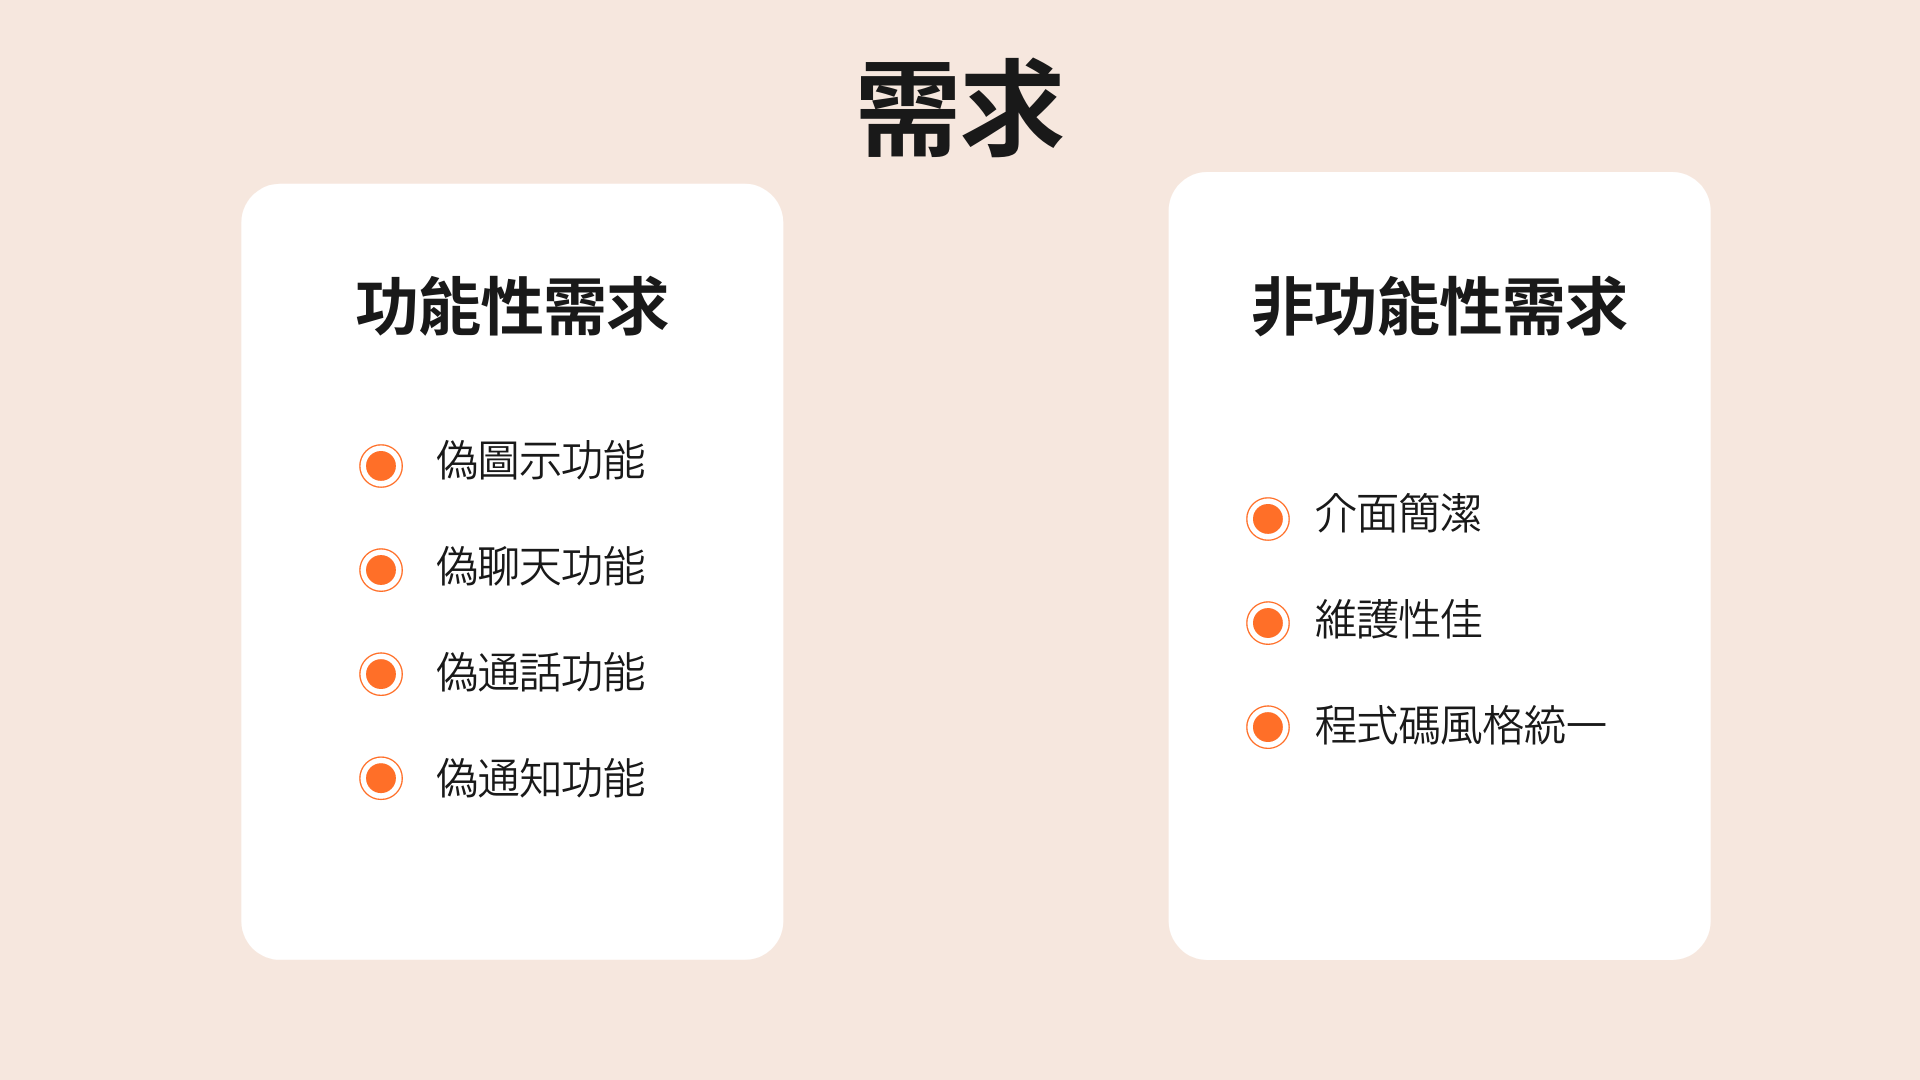 需求
功能性需求
偽圖示功能
偽聊天功能
偽通話功能
偽通知功能
非功能性需求
介面簡潔
維護性佳
程式碼風格統一